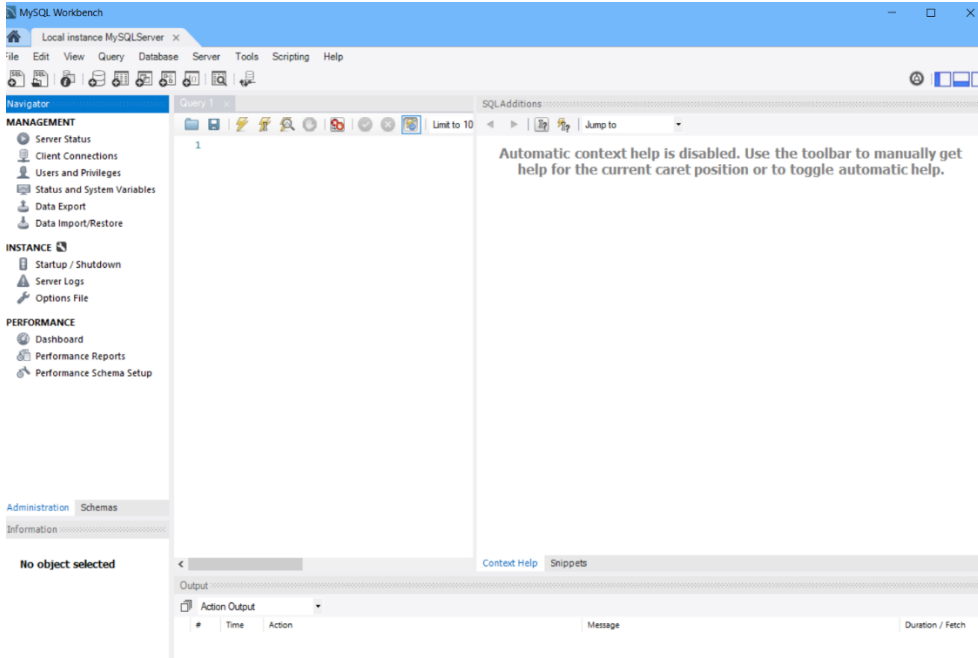 MySQL Workbench
Local instance MySQLServer
File Edit View Query Database Server Tools Scripting Help
Navigator
MANAGEMENT
Server Status
Client Connections
Users and Privileges
Status and System Variables
Data Export
Data Import/Restore
INSTANCE
Startup / Shutdown
Server Logs
Options File
PERFORMANCE
Dashboard
Performance Reports
Performance Schema Setup
Administration Schemas
Information
No object selected
Query 1
Limit to 10
1
SQLAdditions
Jump to
Automatic context help is disabled. Use the toolbar to manually get
help for the current caret position or to toggle automatic help.
Context Help Snippets
Output
Action Output
# Time Action Message Duration / Fetch